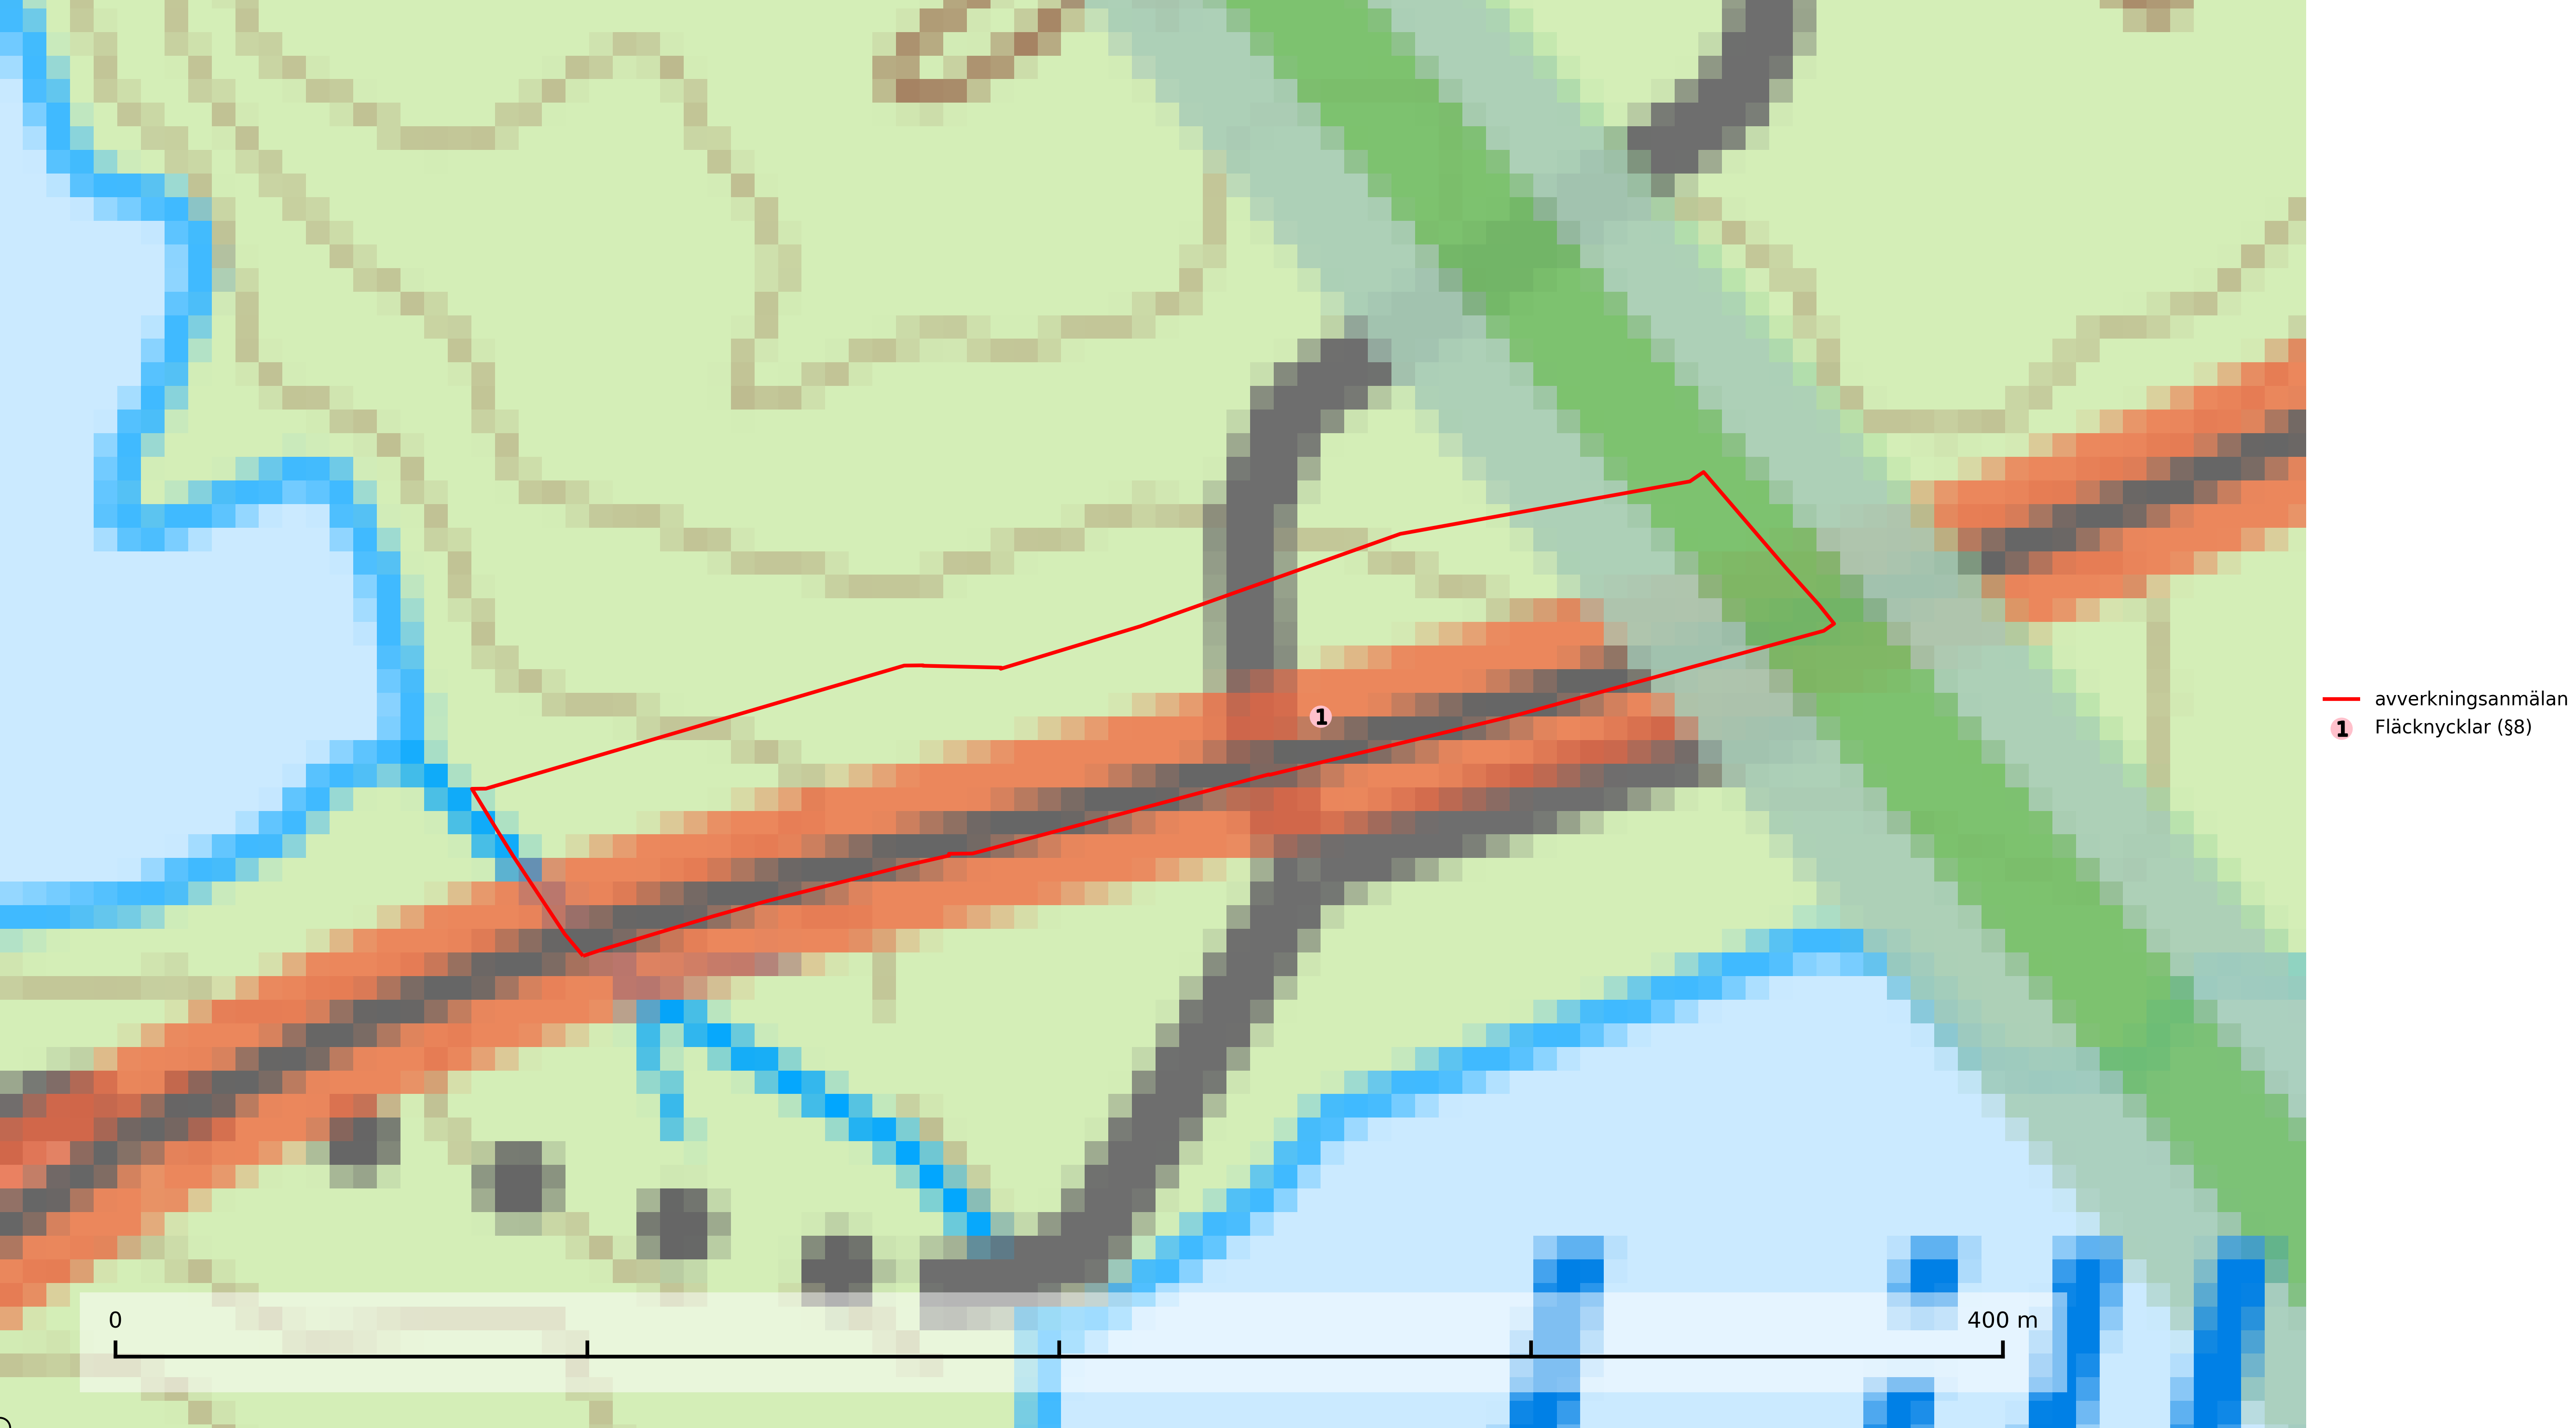 1
avverkningsanmälan
1 Fläcknycklar (§8)
0 400 m